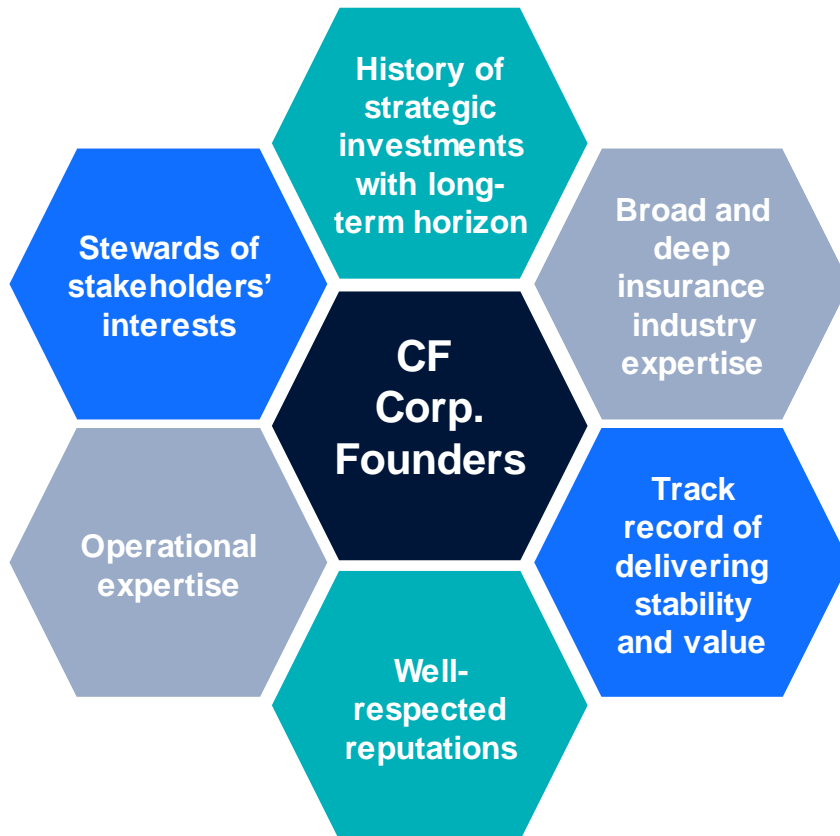 History of
strategic
investments
with long-
term horizon
Broad and
deep
insurance
industry
expertise
Stewards of
stakeholders’
interests
CF
Corp.
Founders
Track
record of
delivering
stability
and value
Operational
expertise
Well-
respected
reputations